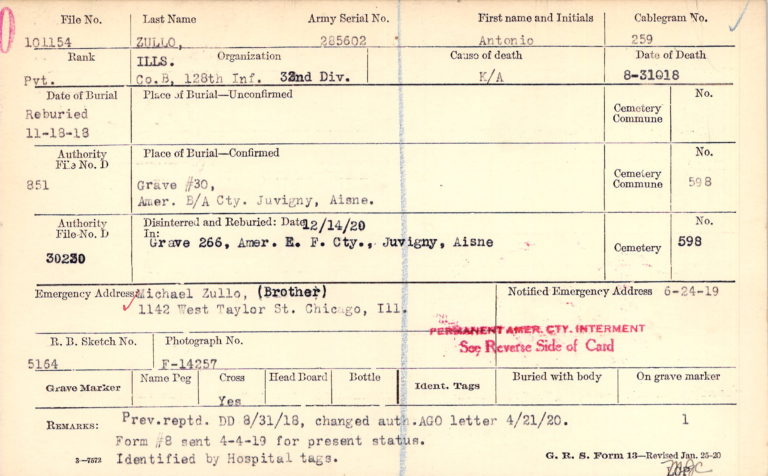 File No. Last Name Army Serial No. First name and Initials Cablegram No.
101154 ZULLO, 285602 Antonio 259
Rank ILLS. Organization Cause of death Date of Death
Pvt. Co.B, 128th Inf. 32nd Div. K/A 8-31918
Date of Burial Place of Burial—Unconfirmed Cemetery Commune No.
Reburied
11-18-18
Authority File No. D Place of Burial—Confirmed Cemetery Commune No.
851 Grave #30, 598
Amer. B/A Cty. Juvigny, Aisne.
Authority File No. D Disinterred and Reburied: Date 12/14/20 No.
In:
30230 Grave 266, Amer. E. F. Cty., Juvigny, Aisne Cemetery 598
Emergency Address Michael Zullo, (Brother) Notified Emergency Address 6-24-19
1142 West Taylor St. Chicago, Ill.
PERMANENT AMER. CTY. INTERMENT
See Reverse Side of Card
R. B. Sketch No. Photograph No.
5164 F-14257
Grave Marker Name Peg Cross Head Board Bottle Ident. Tags Buried with body On grave marker
Yes
REMARKS: Prev.reptd. DD 8/31/18, changed auth.AGO letter 4/21/20. 1
Form #8 sent 4-4-19 for present status.
3—7572 Identified by Hospital tags. G. R. S. Form 13—Revised Jan. 25-20